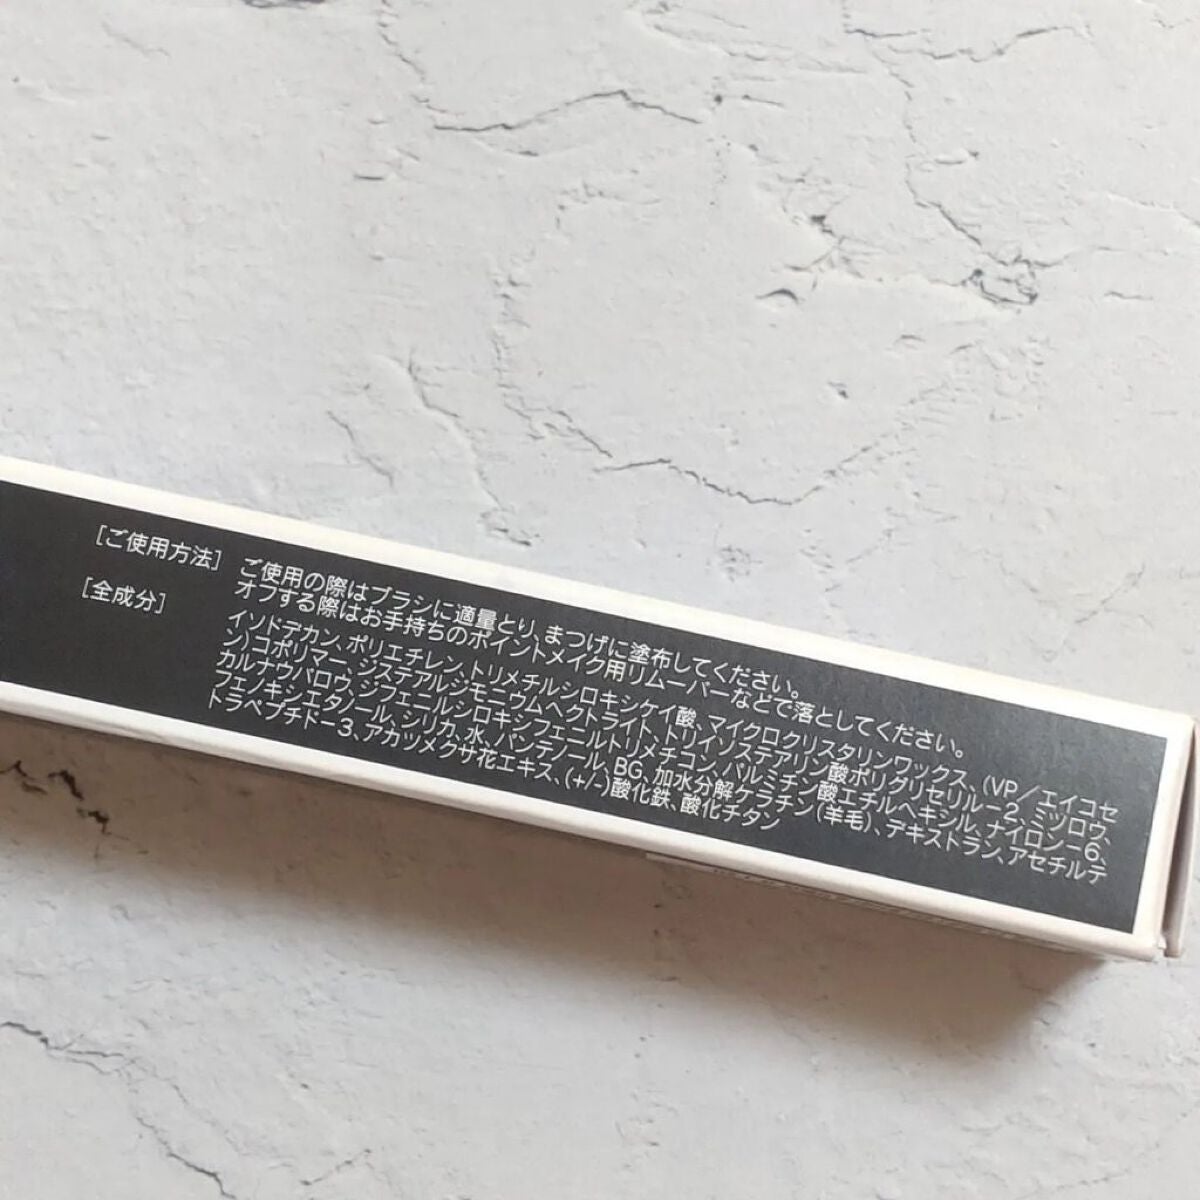 [ご使用方法] ご使用の際はブラシに適量とり、まつげに塗布してください。
オフする際はお手持ちのポイントメイク用リムーバーなどで落としてください。
[全成分] イソドデカン、ポリエチレン、トリメチルシロキシケイ酸、マイクロクリスタリンワックス、(VP/エイコセ
ン)コポリマー、ジステアルジモニウムヘクトライト、トリイソステアリン酸ポリグリセリル-2、ミツロウ、
カルナウバロウ、ジフェニルシロキシフェニルトリメチコン、パルミチン酸エチルヘキシル、ナイロン-6、
フェノキシエタノール、シリカ、水、パンテノール、BG、加水分解ケラチン(羊毛)、デキストラン、アセチルテ
トラペプチド-3、アカツメクサ花エキス、(+/-)酸化鉄、酸化チタン